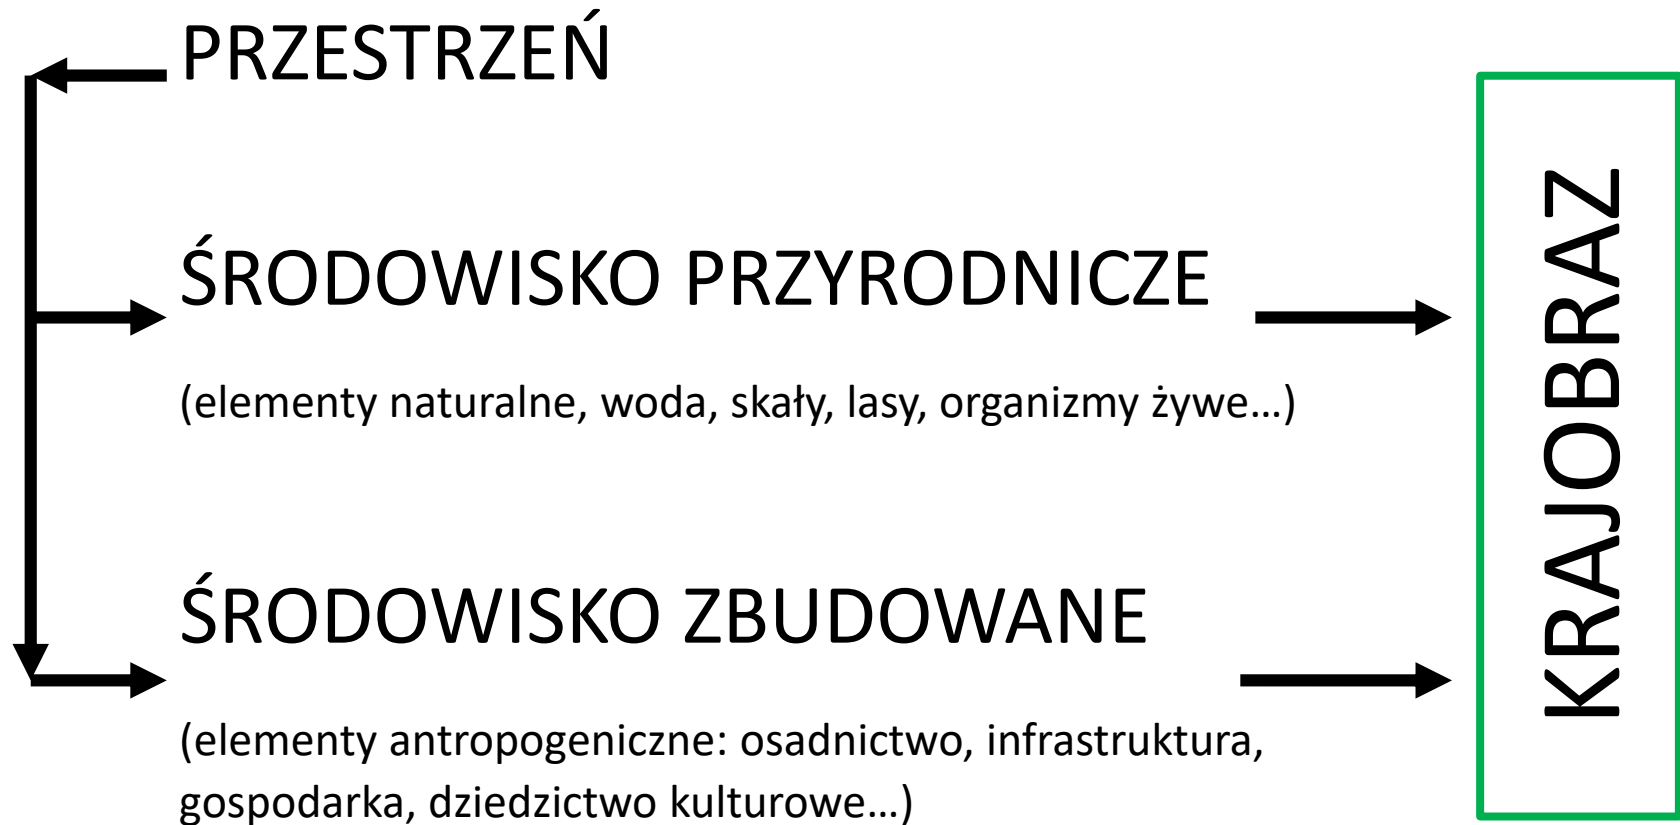 PRZESTRZEŃ
ŚRODOWISKO PRZYRODNICZE
(elementy naturalne, woda, skały, lasy, organizmy żywe…)
ŚRODOWISKO ZBUDOWANE
(elementy antropogeniczne: osadnictwo, infrastruktura,
gospodarka, dziedzictwo kulturowe…)
KRAJOBRAZ